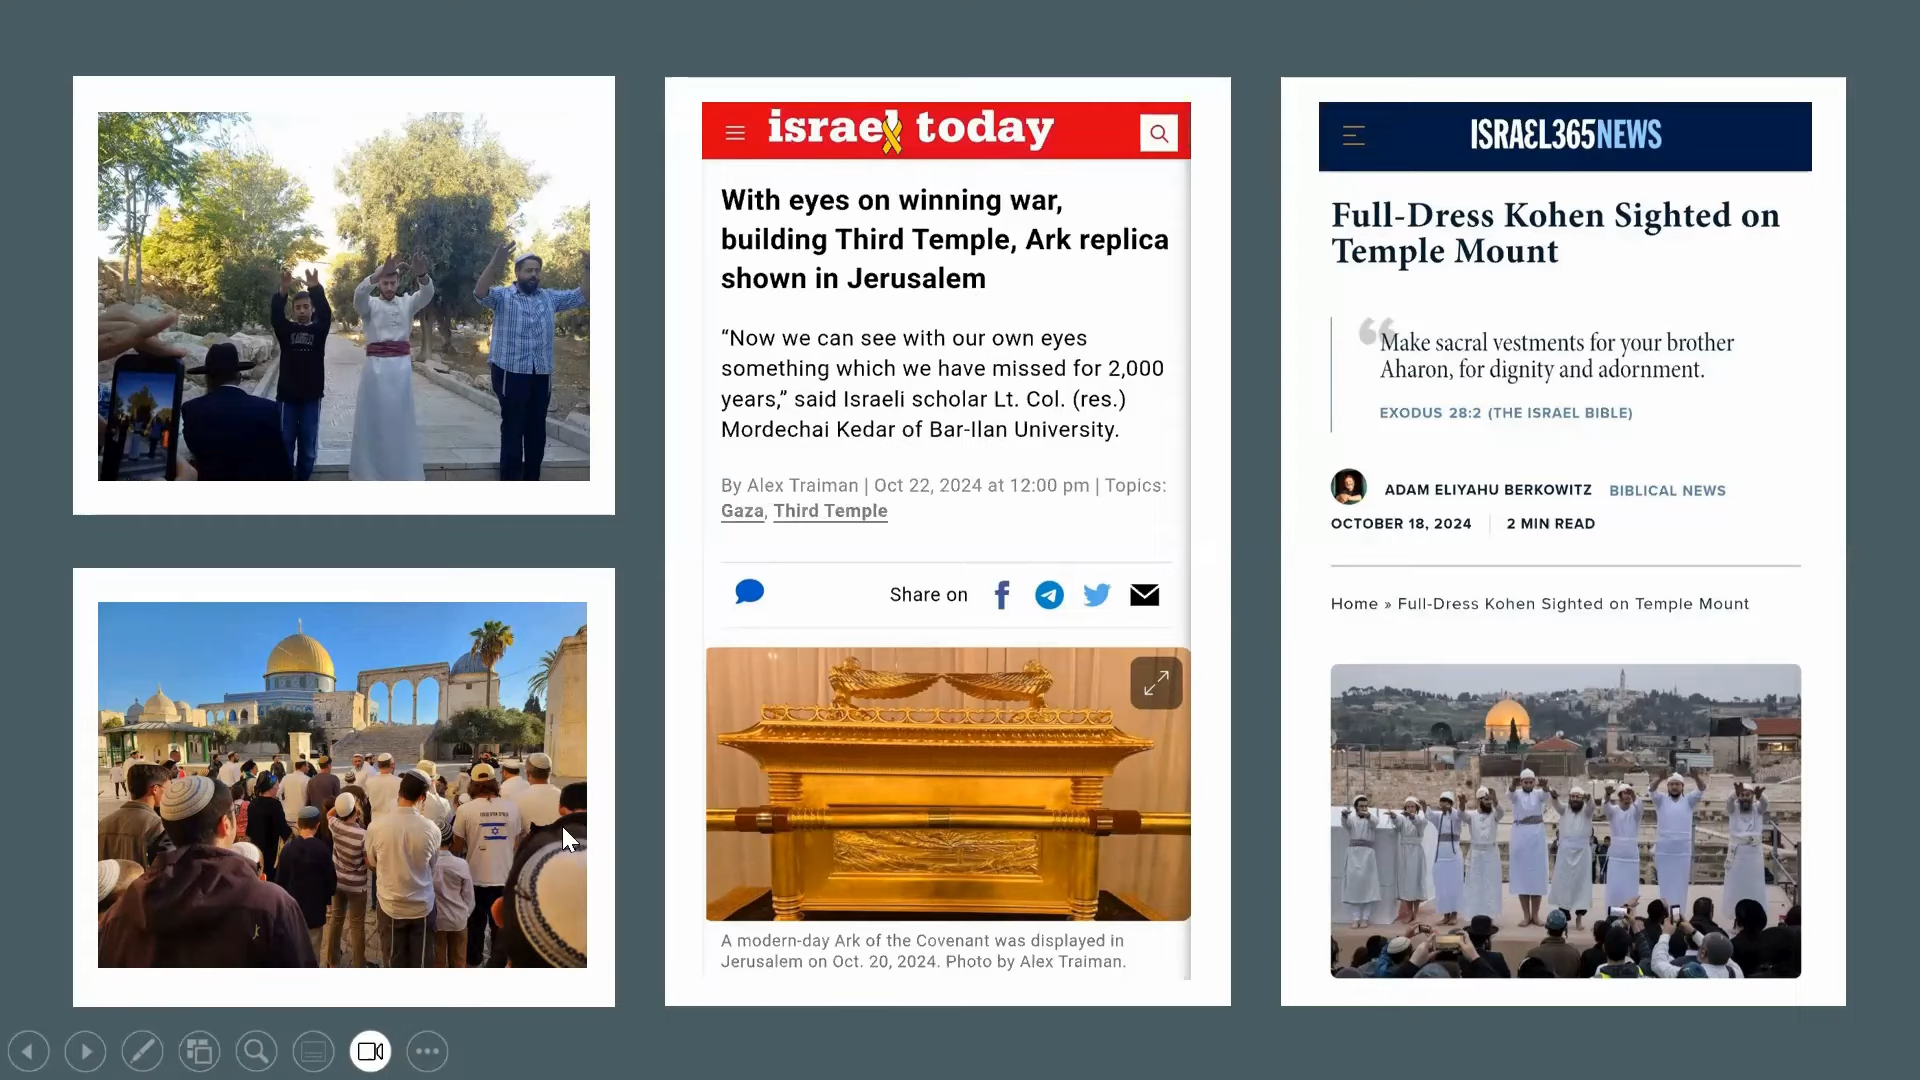 israel today
With eyes on winning war,
building Third Temple, Ark replica
shown in Jerusalem
“Now we can see with our own eyes
something which we have missed for 2,000
years,” said Israeli scholar Lt. Col. (res.)
Mordechai Kedar of Bar-Ilan University.
By Alex Traiman | Oct 22, 2024 at 12:00 pm | Topics:
Gaza, Third Temple
Share on
A modern-day Ark of the Covenant was displayed in
Jerusalem on Oct. 20, 2024. Photo by Alex Traiman.
ISRAEL365NEWS
Full-Dress Kohen Sighted on
Temple Mount
“Make sacral vestments for your brother
Aharon, for dignity and adornment.
EXODUS 28:2 (THE ISRAEL BIBLE)
ADAM ELIYAHU BERKOWITZ BIBLICAL NEWS
OCTOBER 18, 2024 | 2 MIN READ
Home » Full-Dress Kohen Sighted on Temple Mount